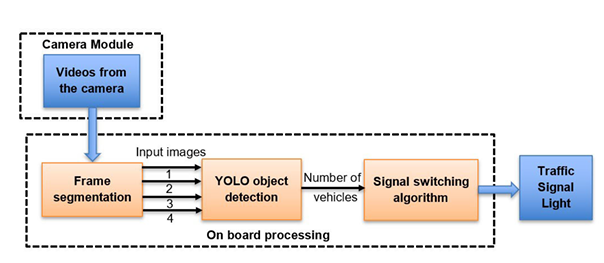 Camera Module
Videos from
the camera
Input images
Frame
segmentation
1
2
3
4
YOLO object
detection
Number of
vehicles
Signal switching
algorithm
Traffic
Signal
Light
On board processing